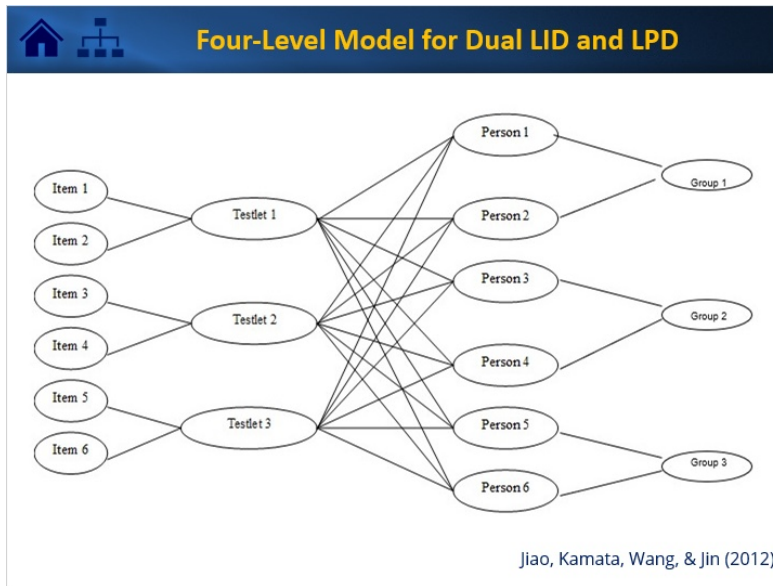 Four-Level Model for Dual LID and LPD
Item 1
Item 2
Item 3
Item 4
Item 5
Item 6
Testlet 1
Testlet 2
Testlet 3
Person 1
Person 2
Person 3
Person 4
Person 5
Person 6
Group 1
Group 2
Group 3
Jiao, Kamata, Wang, & Jin (2012)